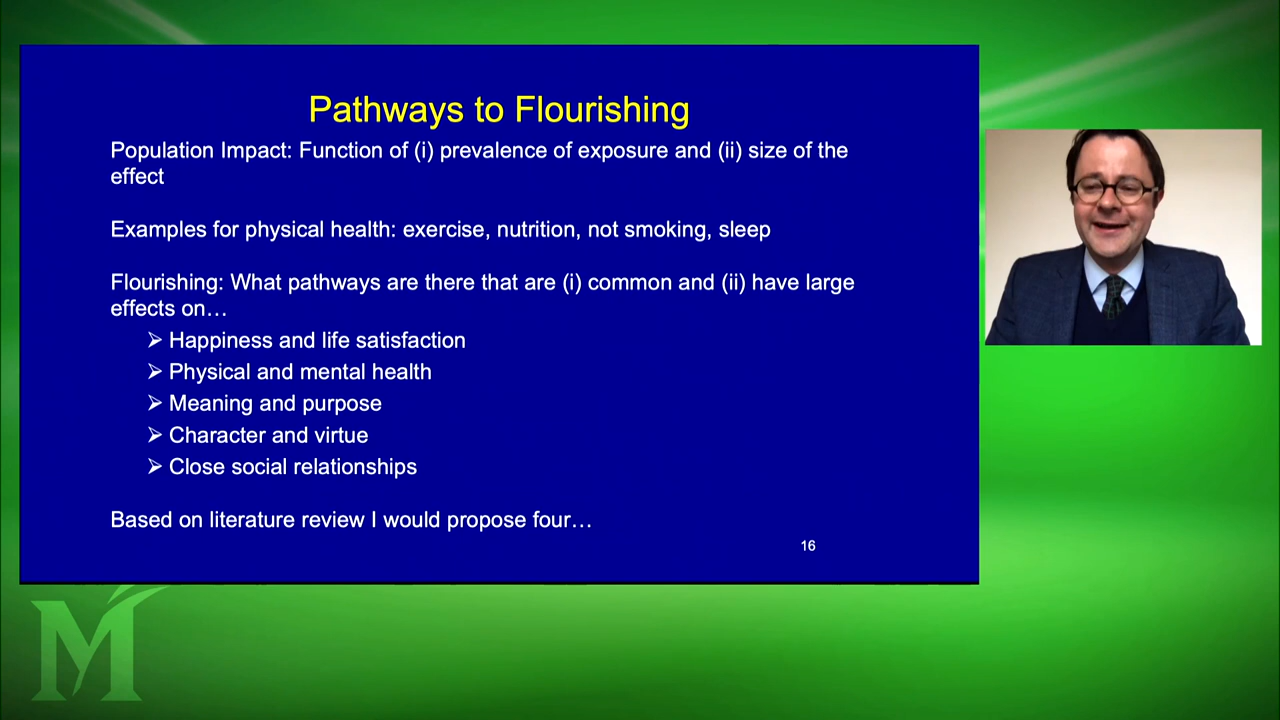 Pathways to Flourishing
Population Impact: Function of (i) prevalence of exposure and (ii) size of the
effect
Examples for physical health: exercise, nutrition, not smoking, sleep
Flourishing: What pathways are there that are (i) common and (ii) have large
effects on…
➢ Happiness and life satisfaction
➢ Physical and mental health
➢ Meaning and purpose
➢ Character and virtue
➢ Close social relationships
Based on literature review I would propose four…
16
M